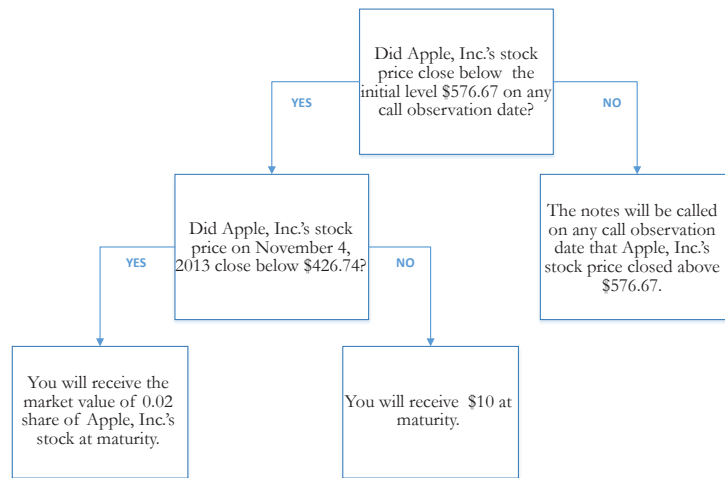 Did Apple, Inc.'s stock
price close below the
initial level $576.67 on any
call observation date?
YES
NO
Did Apple, Inc.'s stock
price on November 4,
2013 close below $426.74?
The notes will be called
on any call observation
date that Apple, Inc.'s
stock price closed above
$576.67.
YES
NO
You will receive the
market value of 0.02
share of Apple, Inc.'s
stock at maturity.
You will receive $10 at
maturity.